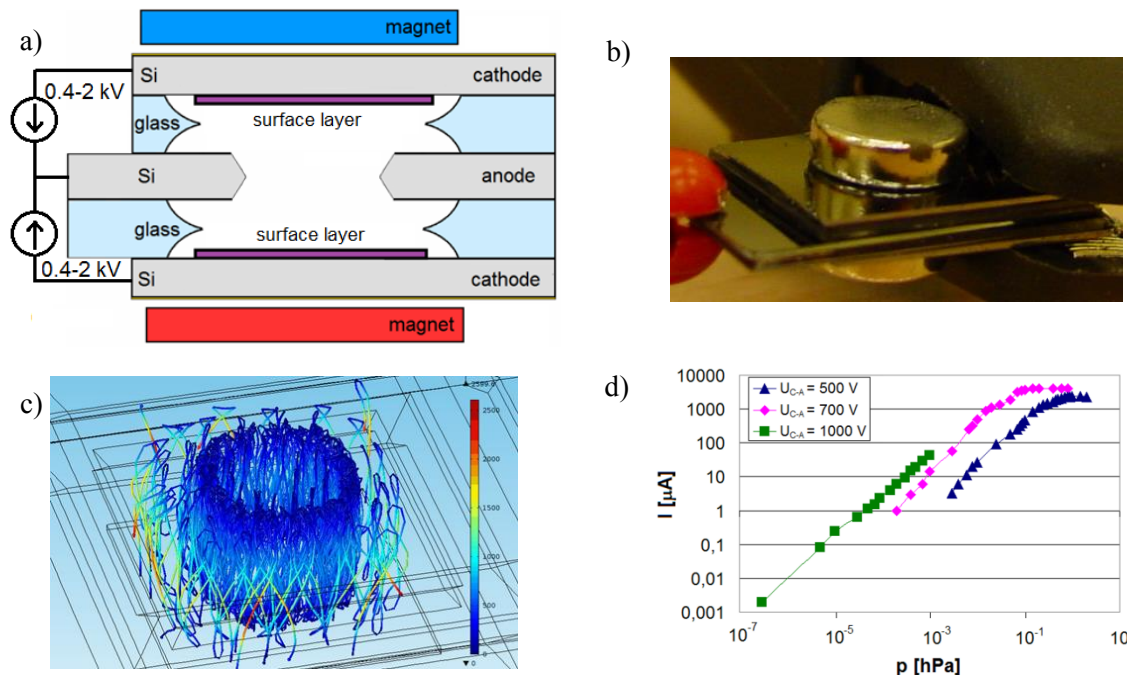 a)
magnet
Si
cathode
0.4-2 kV
surface layer
glass
Si
anode
glass
surface layer
0.4-2 kV
Si
cathode
magnet
b)
c)
2500
2000
1500
1000
500
0
d)
10000
1000
100
10
1
0,1
0,01
0,001
I [μA]
U_C-A = 500 V
U_C-A = 700 V
U_C-A = 1000 V
10^-7
10^-5
10^-3
10^-1
10
p [hPa]